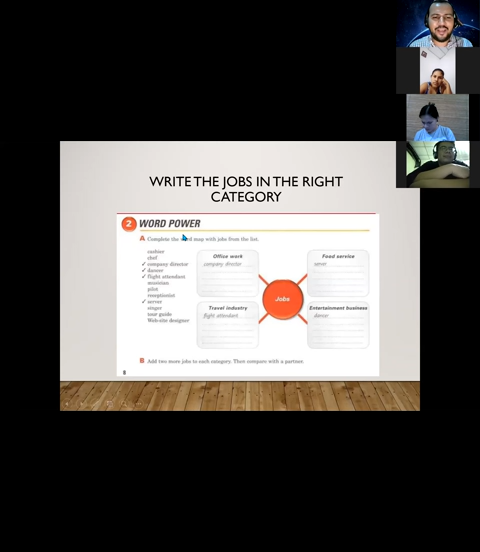 WRITE THE JOBS IN THE RIGHT
CATEGORY
2 WORD POWER
A Complete the word map with jobs from the list.
cashier
chef
✓ company director
✓ dancer
✓ flight attendant
musician
pilot
receptionist
✓ server
singer
tour guide
Web-site designer
Office work
company director
Food service
server
Jobs
Travel industry
flight attendant
Entertainment business
dancer
B Add two more jobs to each category. Then compare with a partner.
8